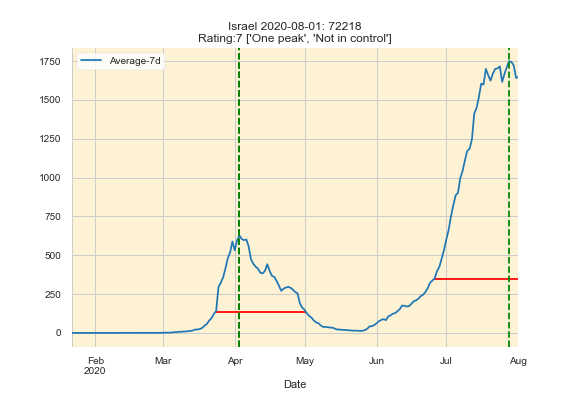 Israel 2020-08-01: 72218
Rating:7 ['One peak', 'Not in control']
Average-7d
1750
1500
1250
1000
750
500
250
0
Feb
2020
Mar
Apr
May
Jun
Jul
Aug
Date